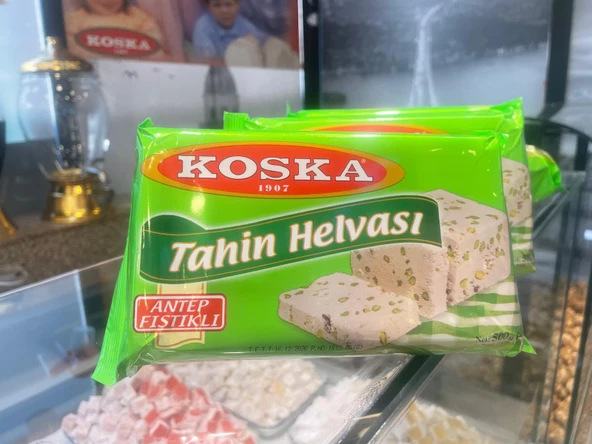 KOSKA
KOSKA
1907
Tahin Helvası
ANTEP
FISTIKLI